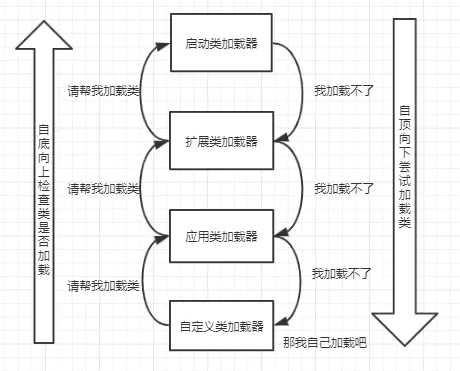 启动类加载器
请帮我加载类
我加载不了
扩展类加载器
请帮我加载类
我加载不了
应用类加载器
请帮我加载类
我加载不了
自定义类加载器
那我自己加载吧
自底向上检查类是否加载
自顶向下尝试加载类